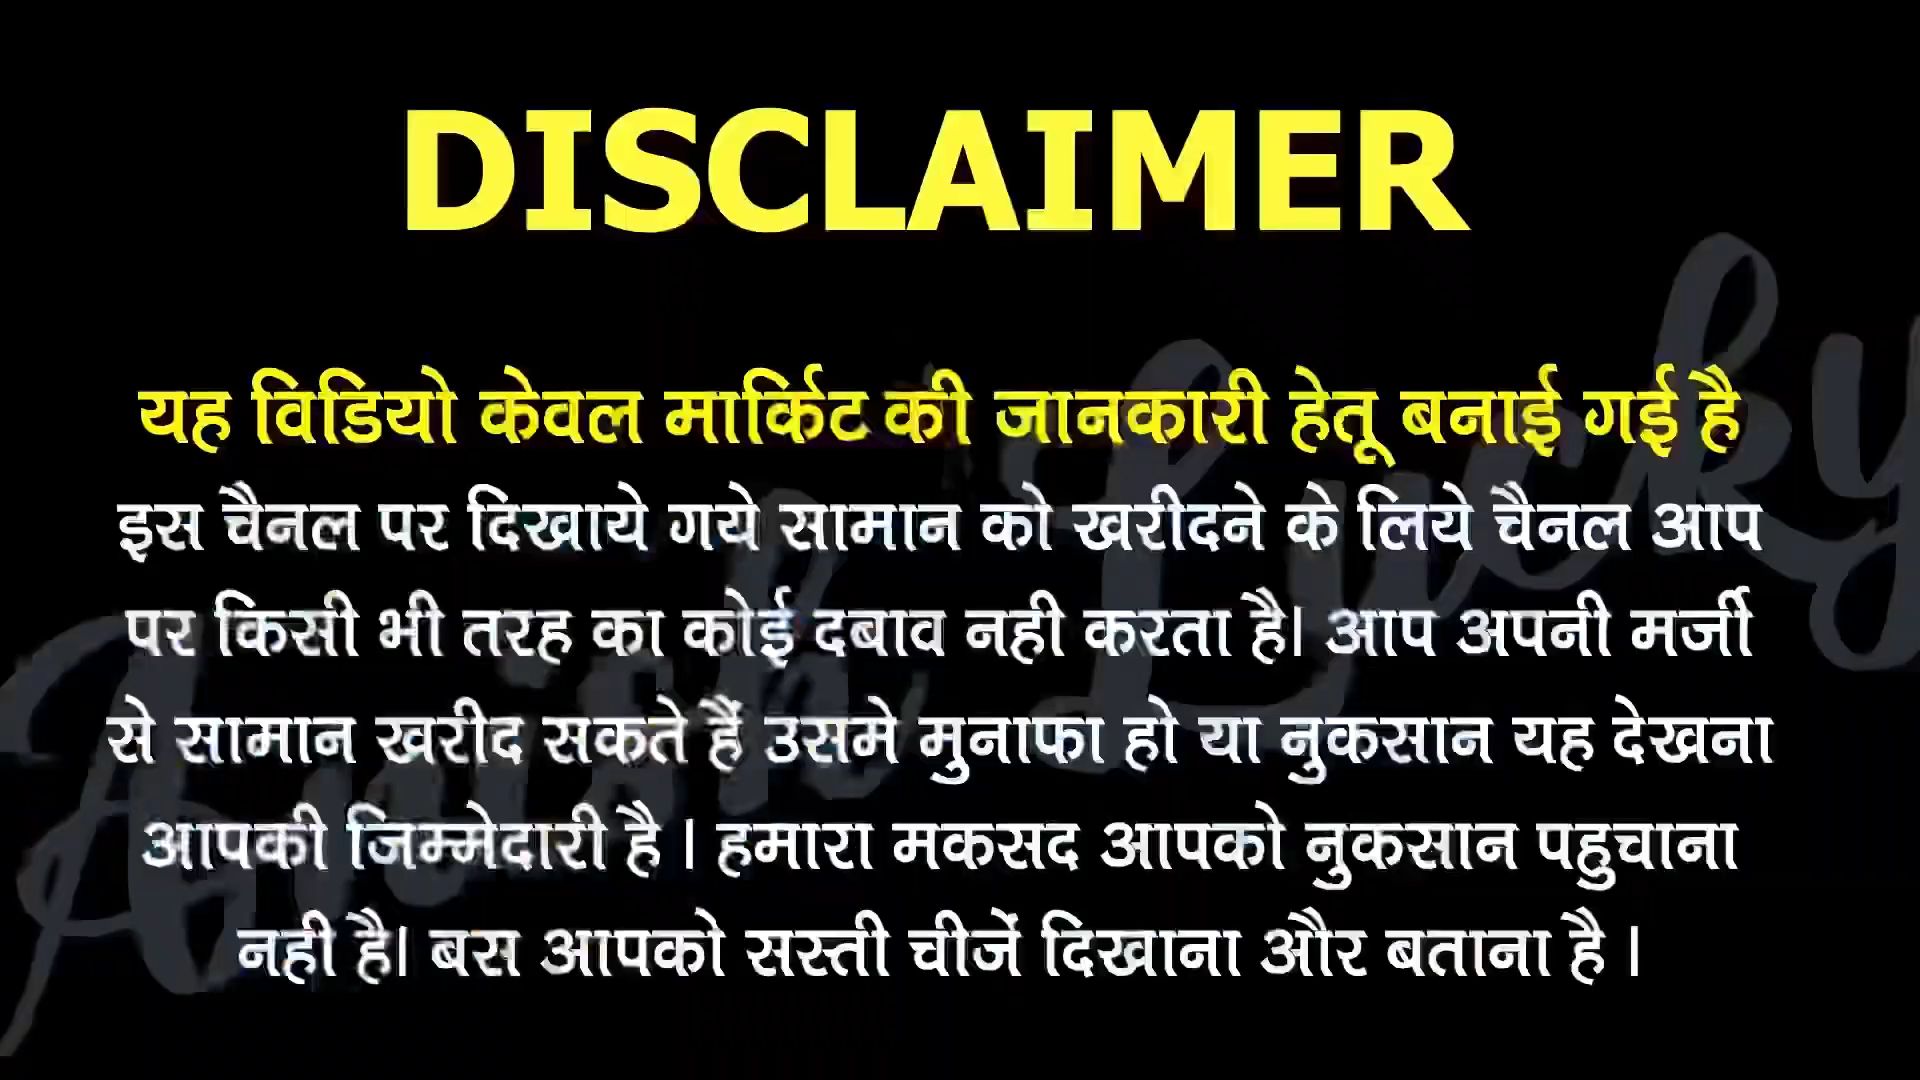 DISCLAIMER
यह विडियो केवल मार्किट की जानकारी हेतू बनाई गई है
इस चैनल पर दिखाये गये सामान को खरीदने के लिये चैनल आप
पर किसी भी तरह का कोई दबाव नही करता है। आप अपनी मर्जी
से सामान खरीद सकते हैं उसमे मुनाफा हो या नुकसान यह देखना
आपकी जिम्मेदारी है । हमारा मकसद आपको नुकसान पहुचाना
नही है। बस आपको सस्ती चीजें दिखाना और बताना है ।
Anish Lucky